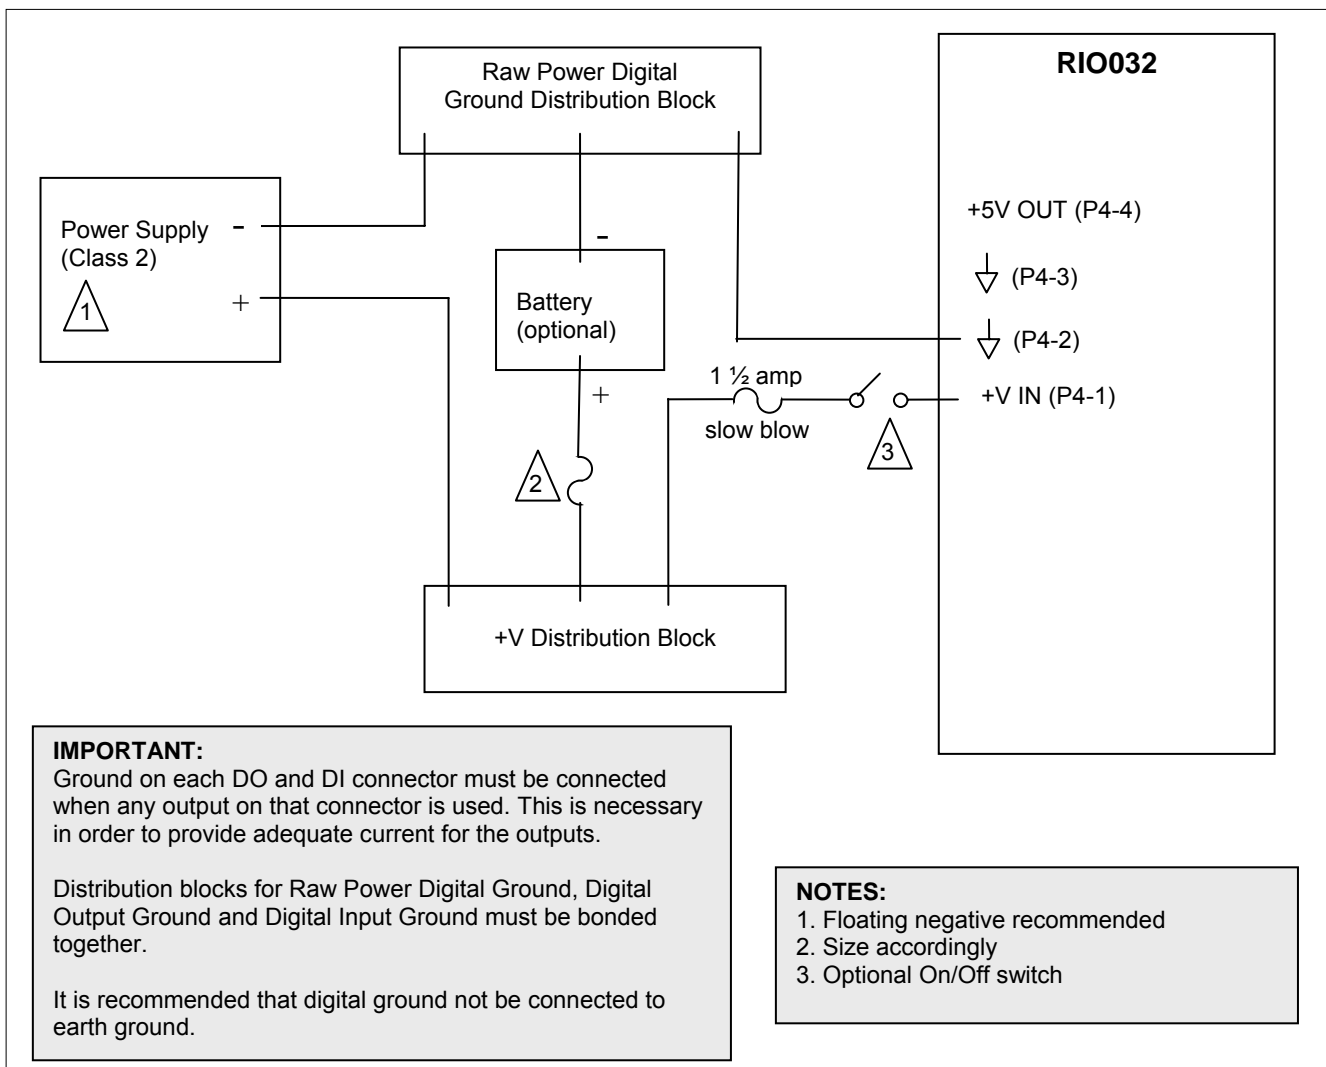 Raw Power Digital
Ground Distribution Block
RIO032
Power Supply
(Class 2)
-
+
1
-
Battery
(optional)
+
2
+5V OUT (P4-4)
(P4-3)
(P4-2)
+V IN (P4-1)
1 ½ amp
slow blow
3
+V Distribution Block
IMPORTANT:
Ground on each DO and DI connector must be connected
when any output on that connector is used. This is necessary
in order to provide adequate current for the outputs.
Distribution blocks for Raw Power Digital Ground, Digital
Output Ground and Digital Input Ground must be bonded
together.
It is recommended that digital ground not be connected to
earth ground.
NOTES:
1. Floating negative recommended
2. Size accordingly
3. Optional On/Off switch